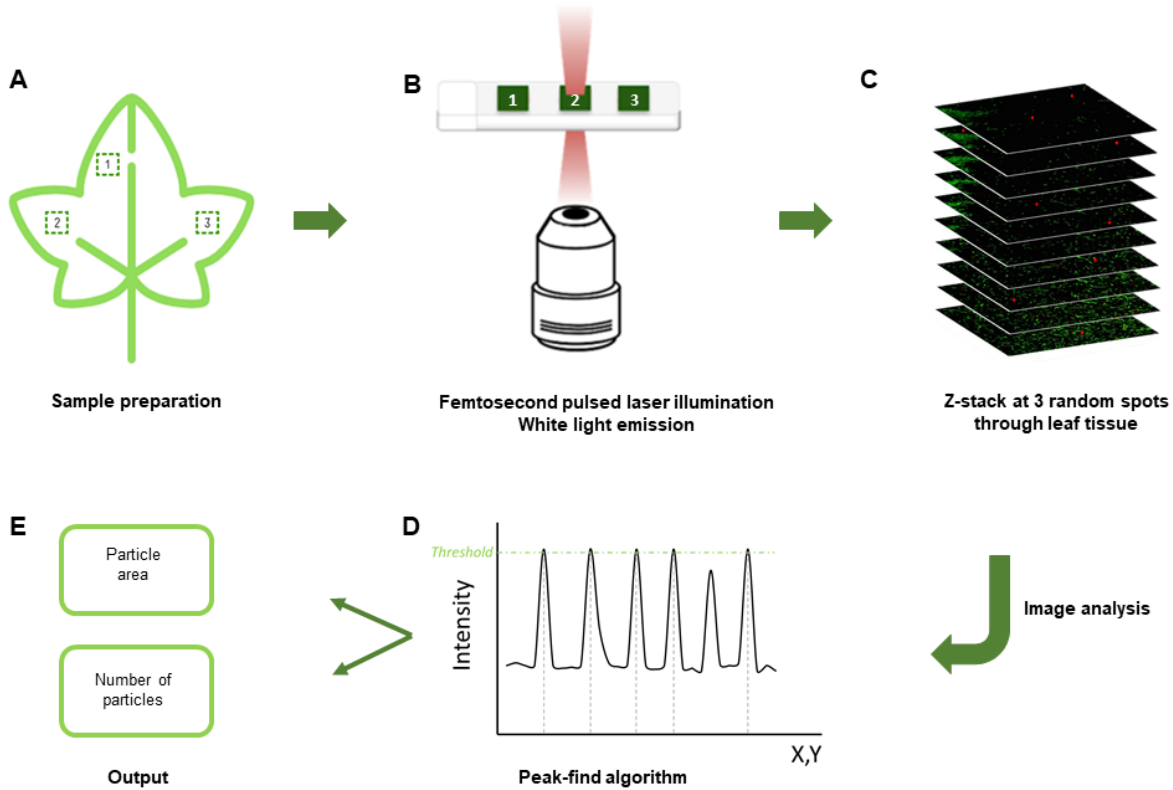 A
1
2
3
Sample preparation
B
1
2
3
Femtosecond pulsed laser illumination
White light emission
C
Z-stack at 3 random spots
through leaf tissue
Image analysis
D
Threshold
Intensity
X,Y
Peak-find algorithm
E
Particle
area
Number of
particles
Output